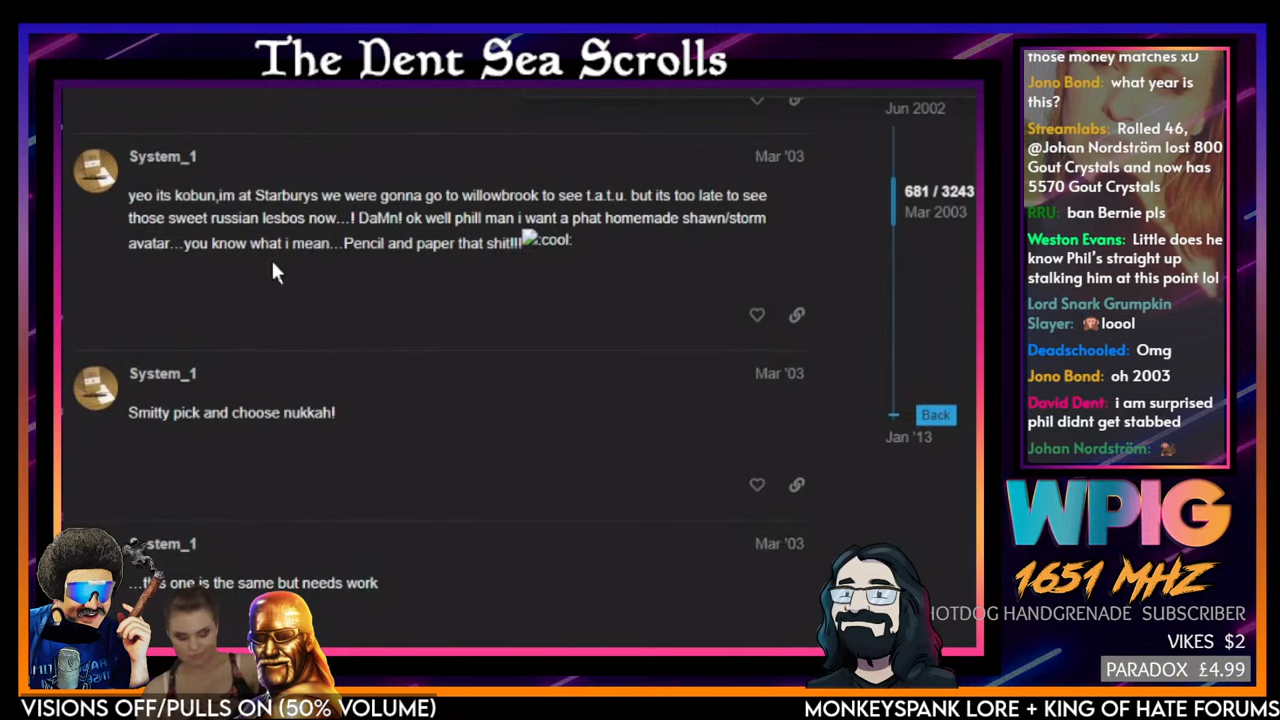 The Dent Sea Scrolls
Jun 2002
System_1
Mar '03
yeo its kobun,im at Starburys we were gonna go to willowbrook to see t.a.t.u. but its too late to see
those sweet russian lesbos now…! DaMn! ok well phill man i want a phat homemade shawn/storm
avatar…you know what i mean…Pencil and paper that shit!!! :cool:
681 / 3243
Mar 2003
System_1
Mar '03
Smitty pick and choose nukkah!
Back
Jan '13
stem_1
Mar '03
…this one is the same but needs work
those money matches xD
Jono Bond: what year is
this?
Streamlabs: Rolled 46,
@Johan Nordström lost 800
Gout Crystals and now has
5570 Gout Crystals
RRU: ban Bernie pls
Weston Evans: Little does he
know Phil's straight up
stalking him at this point lol
Lord Snark Grumpkin
Slayer: loool
Deadschooled: Omg
Jono Bond: oh 2003
David Dent: i am surprised
phil didnt get stabbed
Johan Nordström:
WPIG
1651 MHZ
HOTDOG HANDGRENADE SUBSCRIBER
VIKES $2
PARADOX £4.99
VISIONS OFF/PULLS ON (50% VOLUME)
MONKEYSPANK LORE + KING OF HATE FORUMS